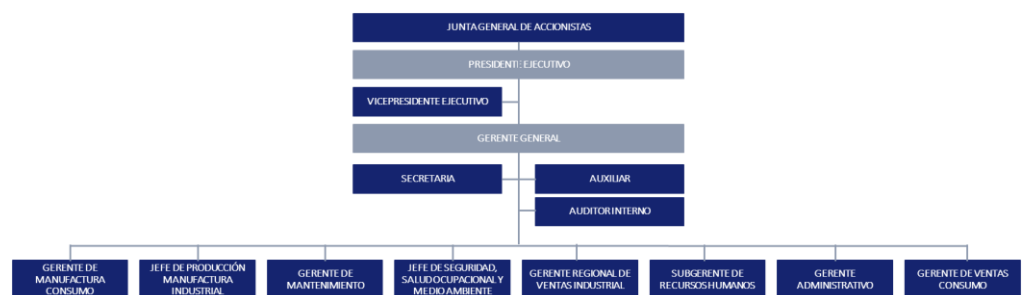 JUNTA GENERAL DE ACCIONISTAS
PRESIDENTE EJECUTIVO
VICEPRESIDENTE EJECUTIVO
GERENTE GENERAL
SECRETARIA
AUXILIAR
AUDITOR INTERNO
GERENTE DE
MANUFACTURA
CONSUMO
JEFE DE PRODUCCIÓN
MANUFACTURA
INDUSTRIAL
GERENTE DE
MANTENIMIENTO
JEFE DE SEGURIDAD,
SALUD OCUPACIONAL Y
MEDIO AMBIENTE
GERENTE REGIONAL DE
VENTAS INDUSTRIAL
SUBGERENTE DE
RECURSOS HUMANOS
GERENTE
ADMINISTRATIVO
GERENTE DE VENTAS
CONSUMO